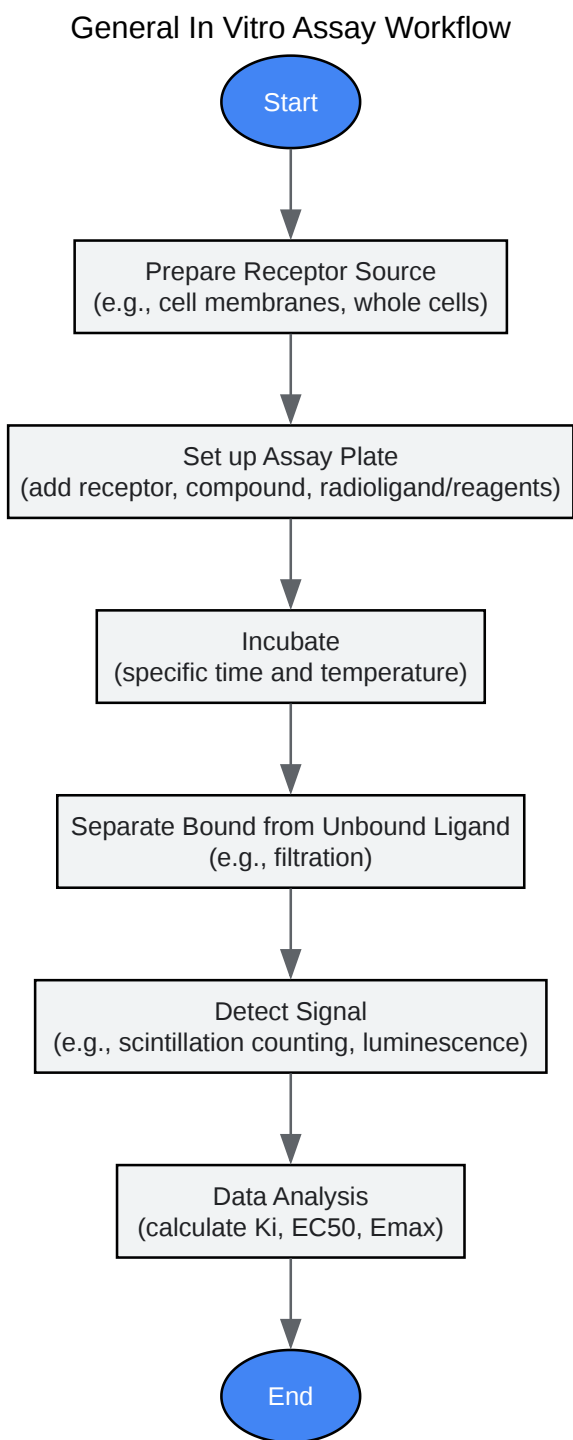 General In Vitro Assay Workflow
Start
Prepare Receptor Source
(e.g., cell membranes, whole cells)
Set up Assay Plate
(add receptor, compound, radioligand/reagents)
Incubate
(specific time and temperature)
Separate Bound from Unbound Ligand
(e.g., filtration)
Detect Signal
(e.g., scintillation counting, luminescence)
Data Analysis
(calculate Ki, EC50, Emax)
End